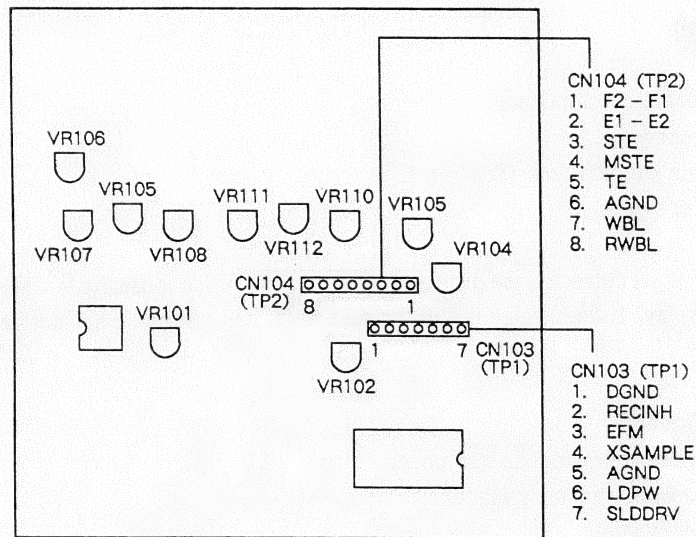 CN104 (TP2)
1. F2 – F1
2. E1 – E2
3. STE
4. MSTE
5. TE
6. AGND
7. WBL
8. RWBL
VR106
VR105
VR111
VR110
VR105
VR107
VR108
VR112
VR104
CN104
(TP2)
8 1
VR101
1 7
CN103
(TP1)
VR102
CN103 (TP1)
1. DGND
2. RECINH
3. EFM
4. XSAMPLE
5. AGND
6. LDPW
7. SLDDRV